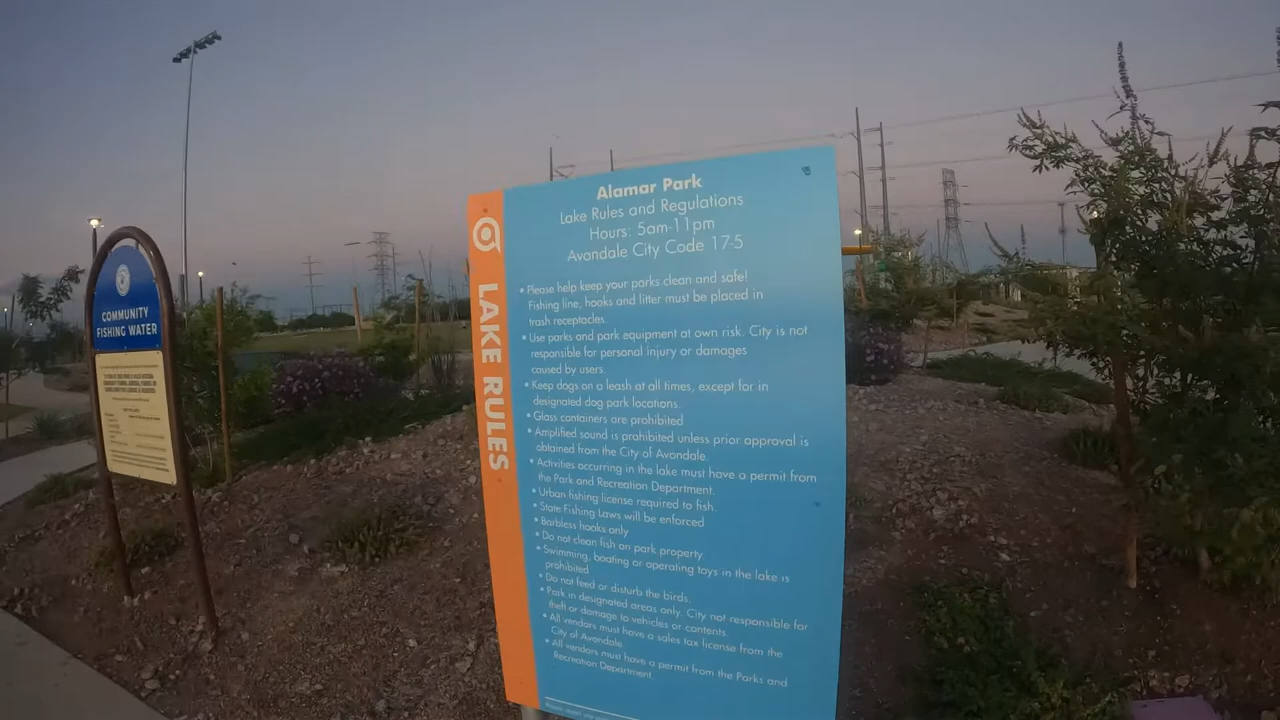 COMMUNITY
FISHING WATER
LAKE RULES
Alamar Park
Lake Rules and Regulations
Hours: 5am-11pm
Avondale City Code 17-5
• Please help keep your parks clean and safe!
Fishing line, hooks and litter must be placed in
trash receptacles
• Use parks and park equipment at own risk. City is not
responsible for personal injury or damages
caused by users.
• Keep dogs on a leash at all times, except for in
designated dog park locations.
• Glass containers are prohibited
• Amplified sound is prohibited unless prior approval is
obtained from the City of Avondale.
• Activities occurring in the lake must have a permit from
the Park and Recreation Department.
• Urban fishing license required to fish.
• State Fishing Laws will be enforced
• Barbless hooks only
• Do not clean fish on park property.
• Swimming, boating or operating toys in the lake is
prohibited
• Do not feed or disturb the birds.
• Park in designated areas only. City not responsible for
theft or damage to vehicles or contents.
• All vendors must have a sales tax license from the
City of Avondale.
• All vendors must have a permit from the Parks and
Recreation Department.